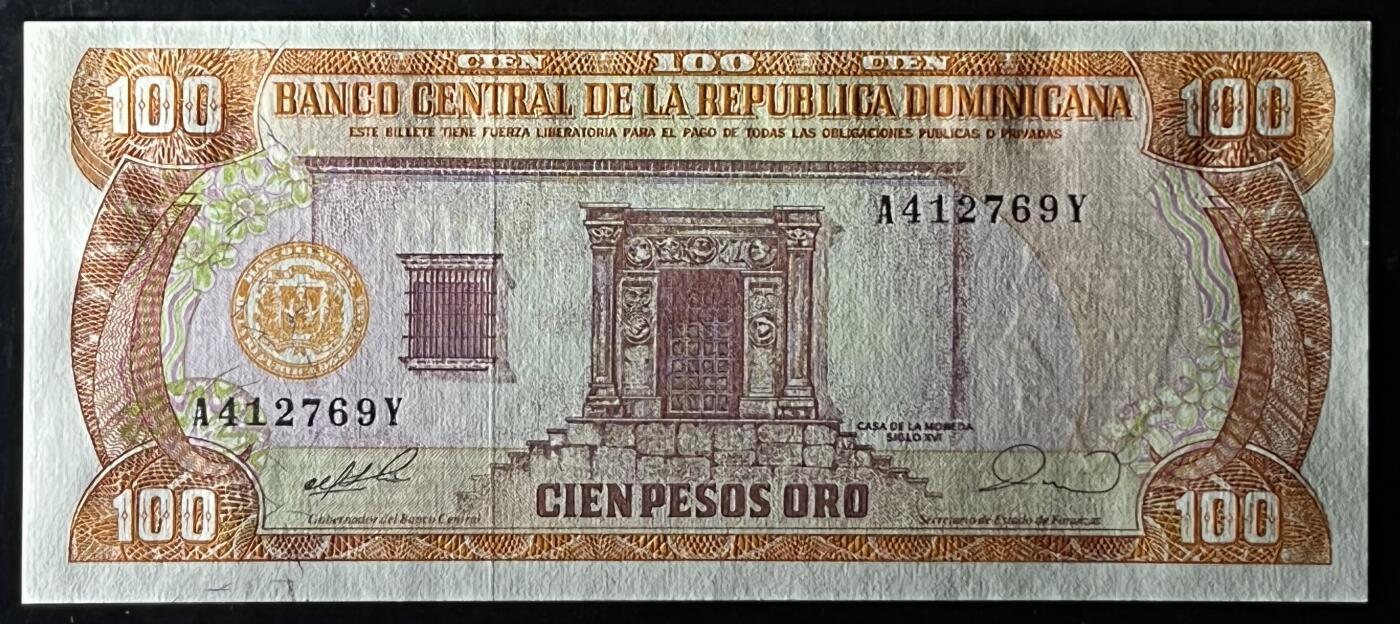 CIEN 100 CIEN
100 BANCO CENTRAL DE LA REPUBLICA DOMINICANA 100
ESTE BILLETE TIENE FUERZA LIBERATORIA PARA EL PAGO DE TODAS LAS OBLIGACIONES PUBLICAS O PRIVADAS
A412769Y
A412769Y
CASA DE LA MONEDA
SIGLO XVI
CIEN PESOS ORO
100 100
Gobernador del Banco Central
Secretario de Estado de Finanzas